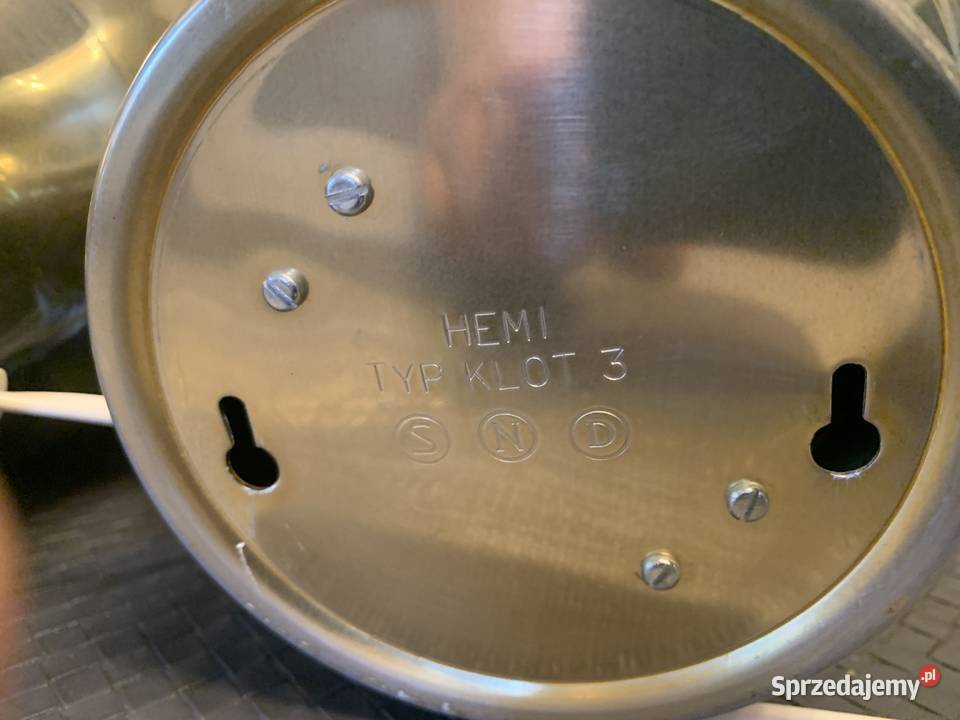 HEMI
TYP KLOT 3
S N D
Sprzedajemy.pl